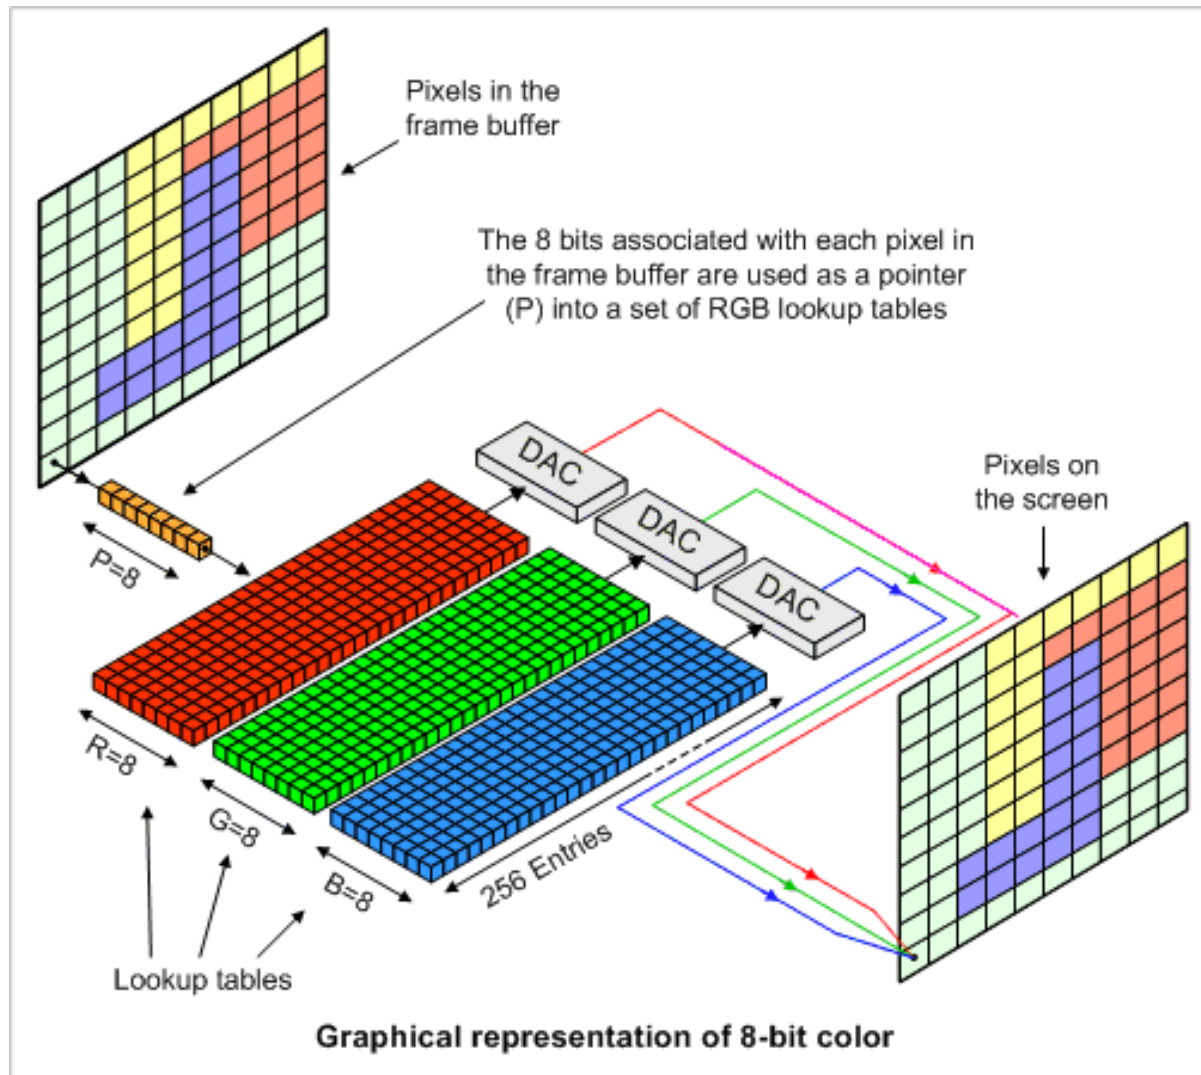 Pixels in the
frame buffer
The 8 bits associated with each pixel in
the frame buffer are used as a pointer
(P) into a set of RGB lookup tables
DAC
DAC
DAC
Pixels on
the screen
P=8
R=8
G=8
B=8
256 Entries
Lookup tables
Graphical representation of 8-bit color